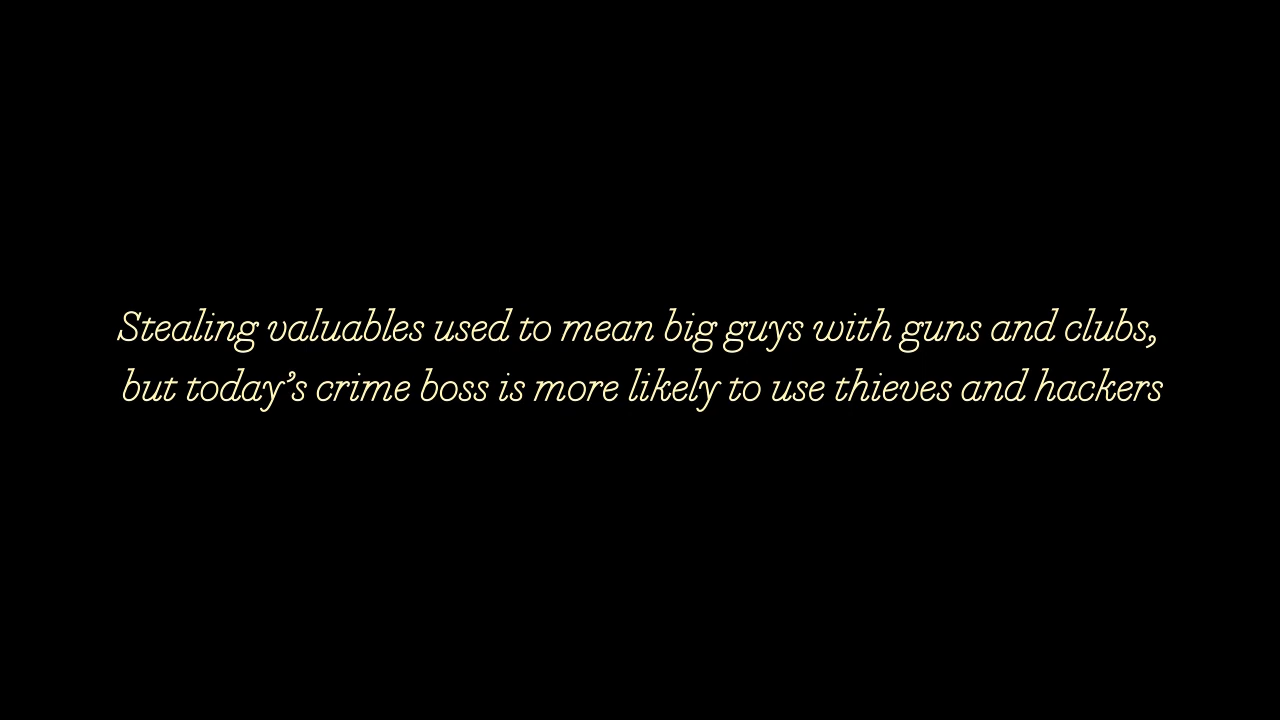 Stealing valuables used to mean big guys with guns and clubs,
but today’s crime boss is more likely to use thieves and hackers